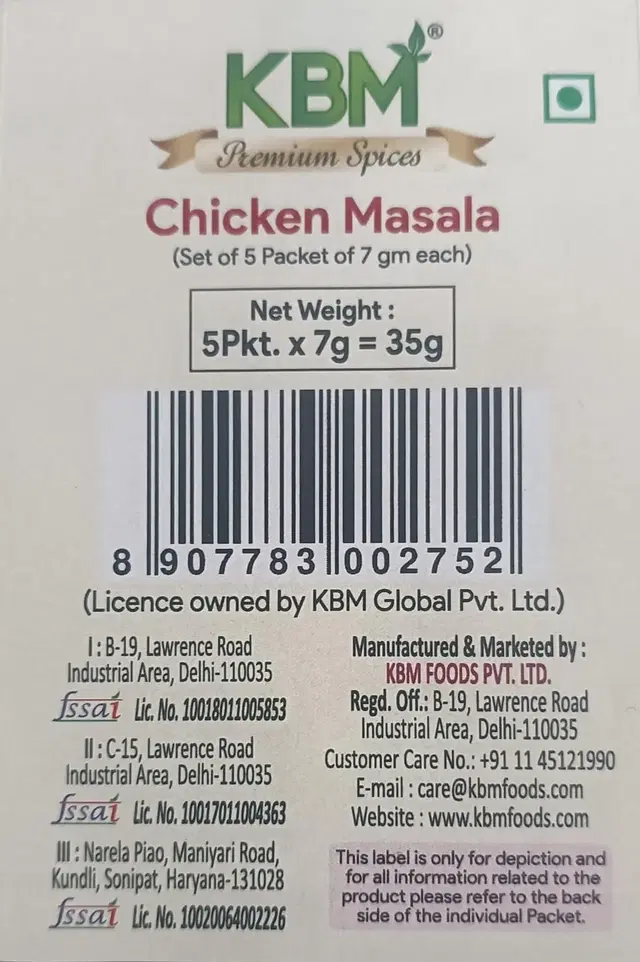 KBM®
Premium Spices
Chicken Masala
(Set of 5 Packet of 7 gm each)
Net Weight :
5Pkt. x 7g = 35g
8 907783 002752
(Licence owned by KBM Global Pvt. Ltd.)
I : B-19, Lawrence Road
Industrial Area, Delhi-110035
fssai Lic. No. 10018011005853
II : C-15, Lawrence Road
Industrial Area, Delhi-110035
fssai Lic. No. 10017011004363
III : Narela Piao, Maniyari Road,
Kundli, Sonipat, Haryana-131028
fssai Lic. No. 10020064002226
Manufactured & Marketed by :
KBM FOODS PVT. LTD.
Regd. Off.: B-19, Lawrence Road
Industrial Area, Delhi-110035
Customer Care No.: +91 11 45121990
E-mail : care@kbmfoods.com
Website : www.kbmfoods.com
This label is only for depiction and
for all information related to the
product please refer to the back
side of the individual Packet.